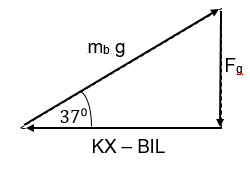 m_b g
F_g
37⁰
KX – BIL